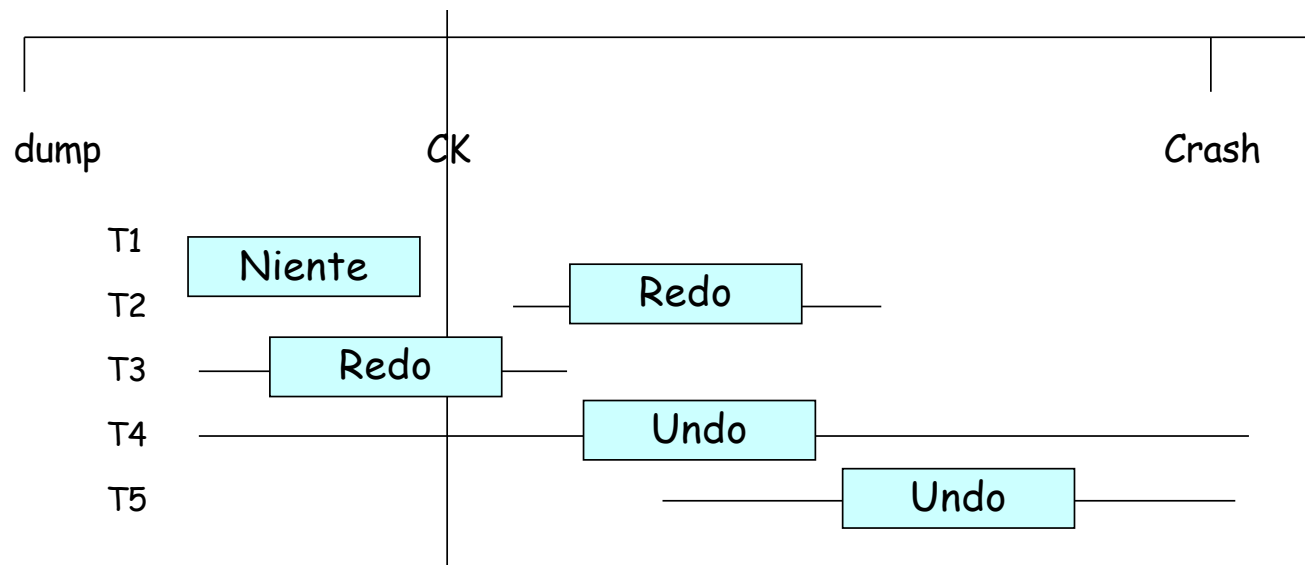 dump CK Crash
T1 Niente
T2 Redo
T3 Redo
T4 Undo
T5 Undo